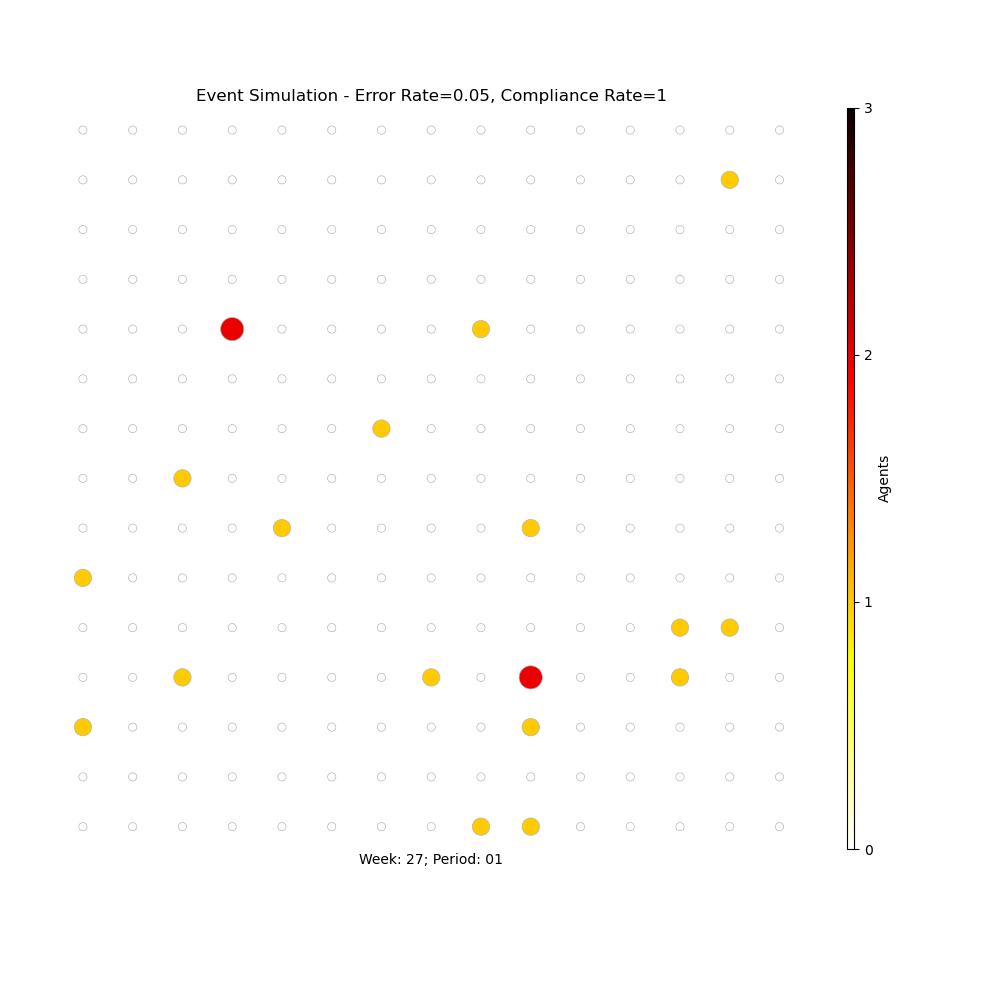 Event Simulation - Error Rate=0.05, Compliance Rate=1
3
2
Agents
1
0
Week: 27; Period: 01